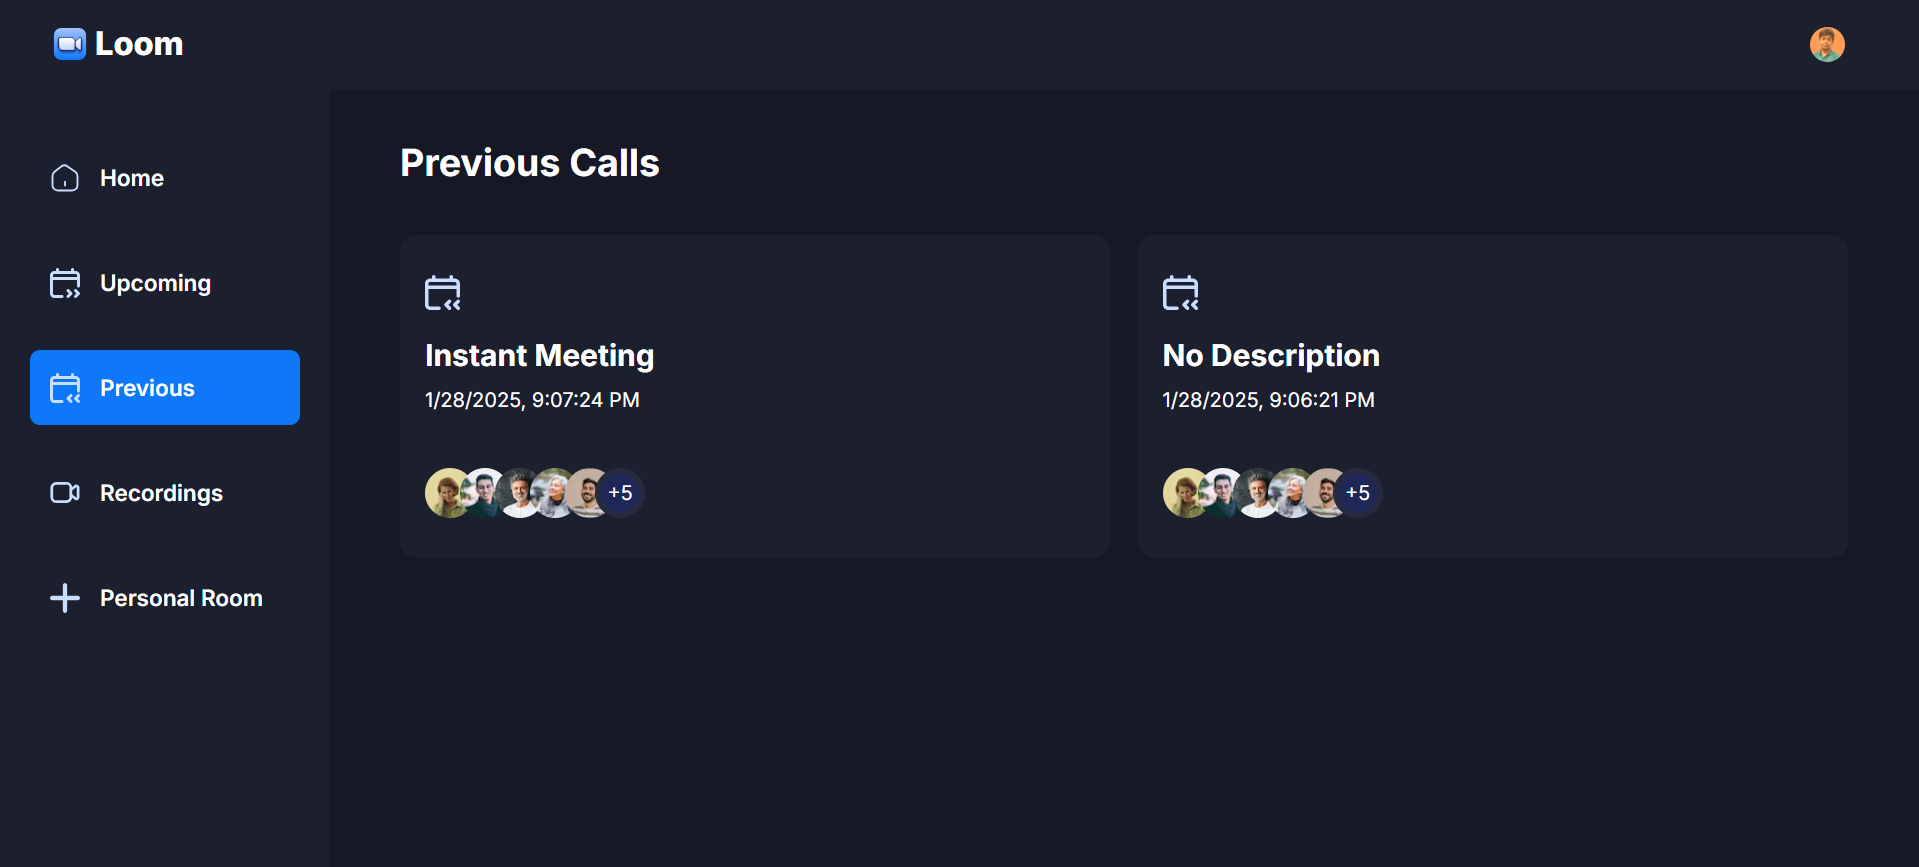 Loom
Home
Upcoming
Previous
Recordings
Personal Room
Previous Calls
Instant Meeting
1/28/2025, 9:07:24 PM
+5
No Description
1/28/2025, 9:06:21 PM
+5